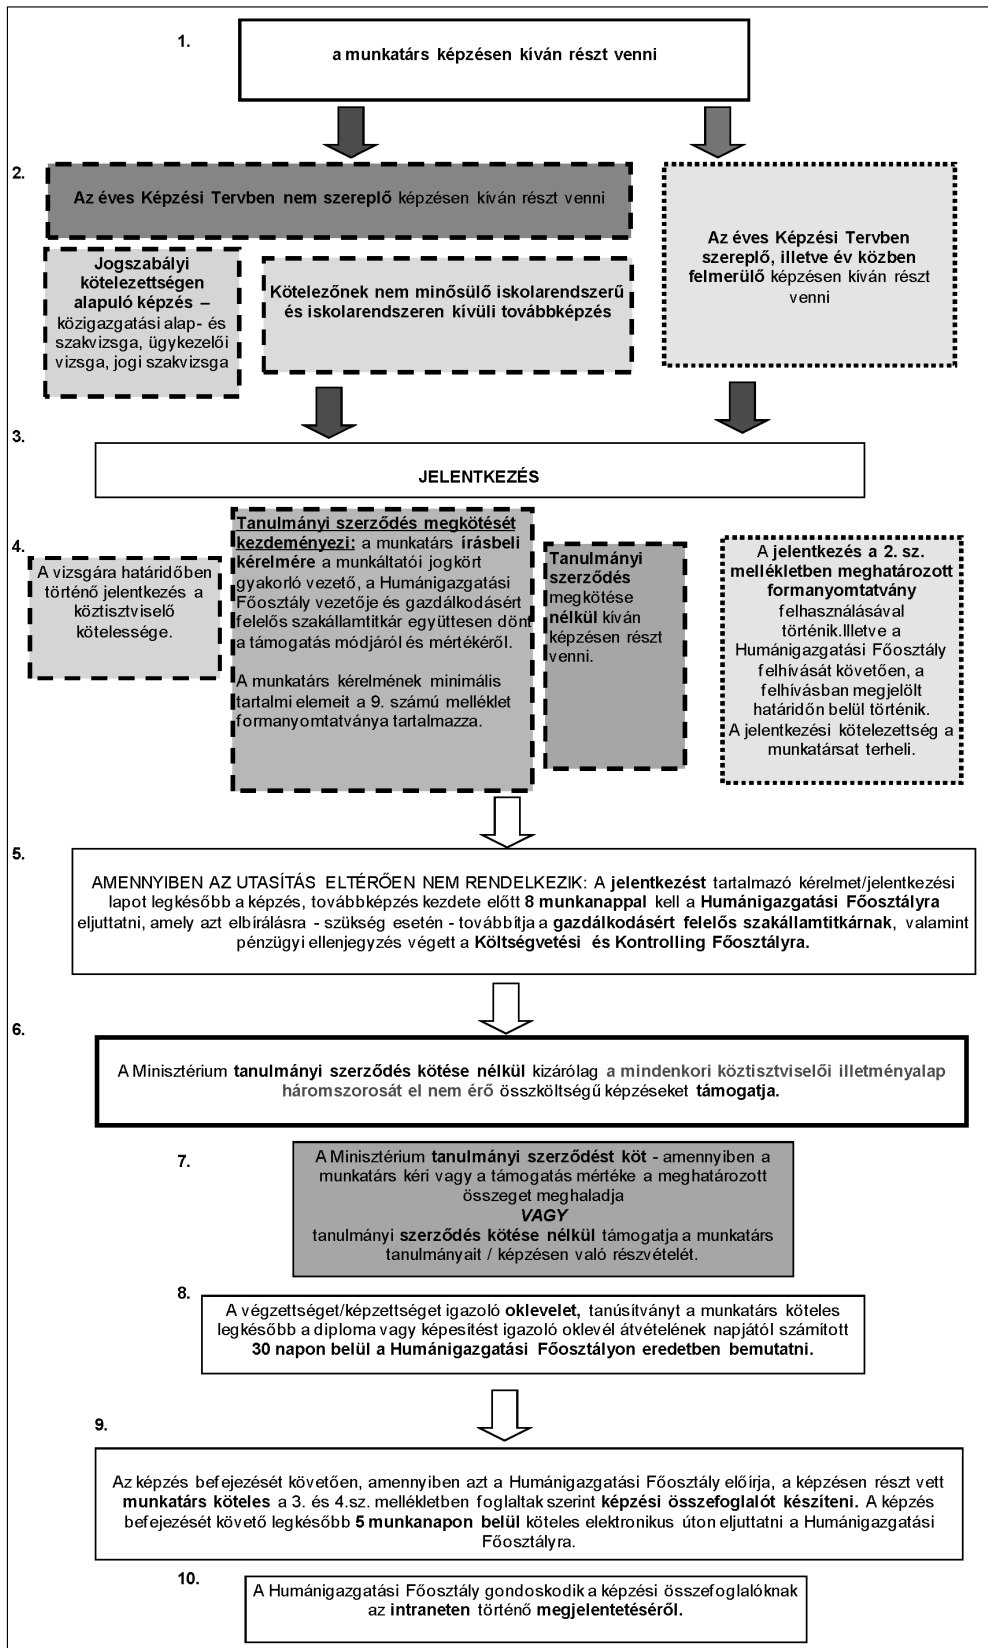 1.
a munkatárs képzésen kíván részt venni
2.
Az éves Képzési Tervben nem szereplő képzésen kíván részt venni
Jogszabályi
kötelezettségen
alapuló képzés –
közigazgatási alap- és
szakvizsga, ügykezelői
vizsga, jogi szakvizsga
Kötelezőnek nem minősülő iskolarendszerű
és iskolarendszeren kívüli továbbképzés
Az éves Képzési Tervben
szereplő, illetve év közben
felmerülő képzésen kíván részt
venni
3.
JELENTKEZÉS
4.
A vizsgára határidőben
történő jelentkezés a
köztisztviselő
kötelessége.
Tanulmányi szerződés megkötését
kezdeményezi: a munkatárs írásbeli
kérelmére a munkáltatói jogkört
gyakorló vezető, a Humánigazgatási
Főosztály vezetője és gazdálkodásért
felelős szakállamtitkár együttesen dönt
a támogatás módjáról és mértékéről.
A munkatárs kérelmének minimális
tartalmi elemeit a 9. számú melléklet
formanyomtatványa tartalmazza.
Tanulmányi
szerződés
megkötése
nélkül kíván
képzésen részt
venni.
A jelentkezés a 2. sz.
mellékletben meghatározott
formanyomtatvány
felhasználásával
történik.Illetve a
Humánigazgatási Főosztály
felhívását követően, a
felhívásban megjelölt
határidőn belül történik.
A jelentkezési kötelezettség a
munkatársat terheli.
5.
AMENNYIBEN AZ UTASÍTÁS ELTÉRŐEN NEM RENDELKEZIK: A jelentkezést tartalmazó kérelmet/jelentkezési
lapot legkésőbb a képzés, továbbképzés kezdete előtt 8 munkanappal kell a Humánigazgatási Főosztályra
eljuttatni, amely azt elbírálásra - szükség esetén - továbbítja a gazdálkodásért felelős szakállamtitkárnak, valamint
pénzügyi ellenjegyzés végett a Költségvetési és Kontrolling Főosztályra.
6.
A Minisztérium tanulmányi szerződés kötése nélkül kizárólag a mindenkori köztisztviselői illetményalap
háromszorosát el nem érő összköltségű képzéseket támogatja.
7.
A Minisztérium tanulmányi szerződést köt - amennyiben a
munkatárs kéri vagy a támogatás mértéke a meghatározott
összeget meghaladja
VAGY
tanulmányi szerződés kötése nélkül támogatja a munkatárs
tanulmányait / képzésen való részvételét.
8.
A végzettséget/képzettséget igazoló oklevelet, tanúsítványt a munkatárs köteles
legkésőbb a diploma vagy képesítést igazoló oklevél átvételének napjától számított
30 napon belül a Humánigazgatási Főosztályon eredetben bemutatni.
9.
Az képzés befejezését követően, amennyiben azt a Humánigazgatási Főosztály előírja, a képzésen részt vett
munkatárs köteles a 3. és 4.sz. mellékletben foglaltak szerint képzési összefoglalót készíteni. A képzés
befejezését követő legkésőbb 5 munkanapon belül köteles elektronikus úton eljuttatni a Humánigazgatási
Főosztályra.
10.
A Humánigazgatási Főosztály gondoskodik a képzési összefoglalóknak
az intraneten történő megjelentetéséről.